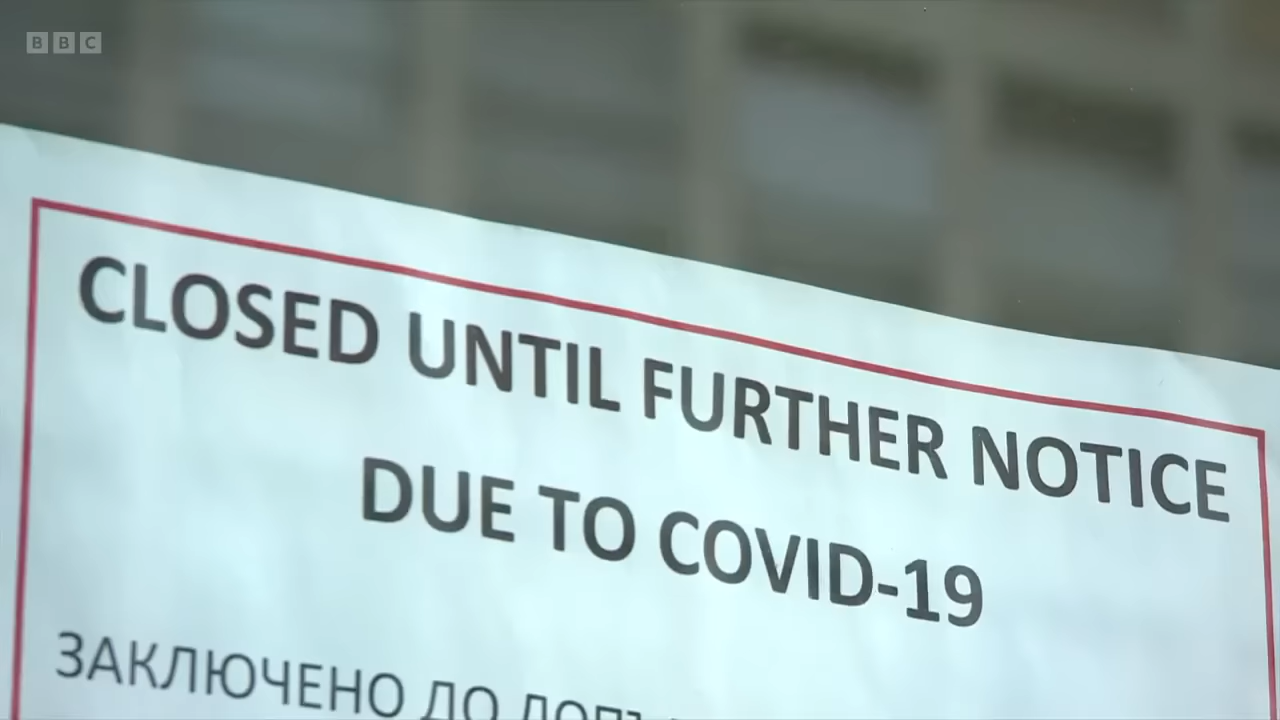 BBC
CLOSED UNTIL FURTHER NOTICE
DUE TO COVID-19
ЗАКЛЮЧЕНО ДО